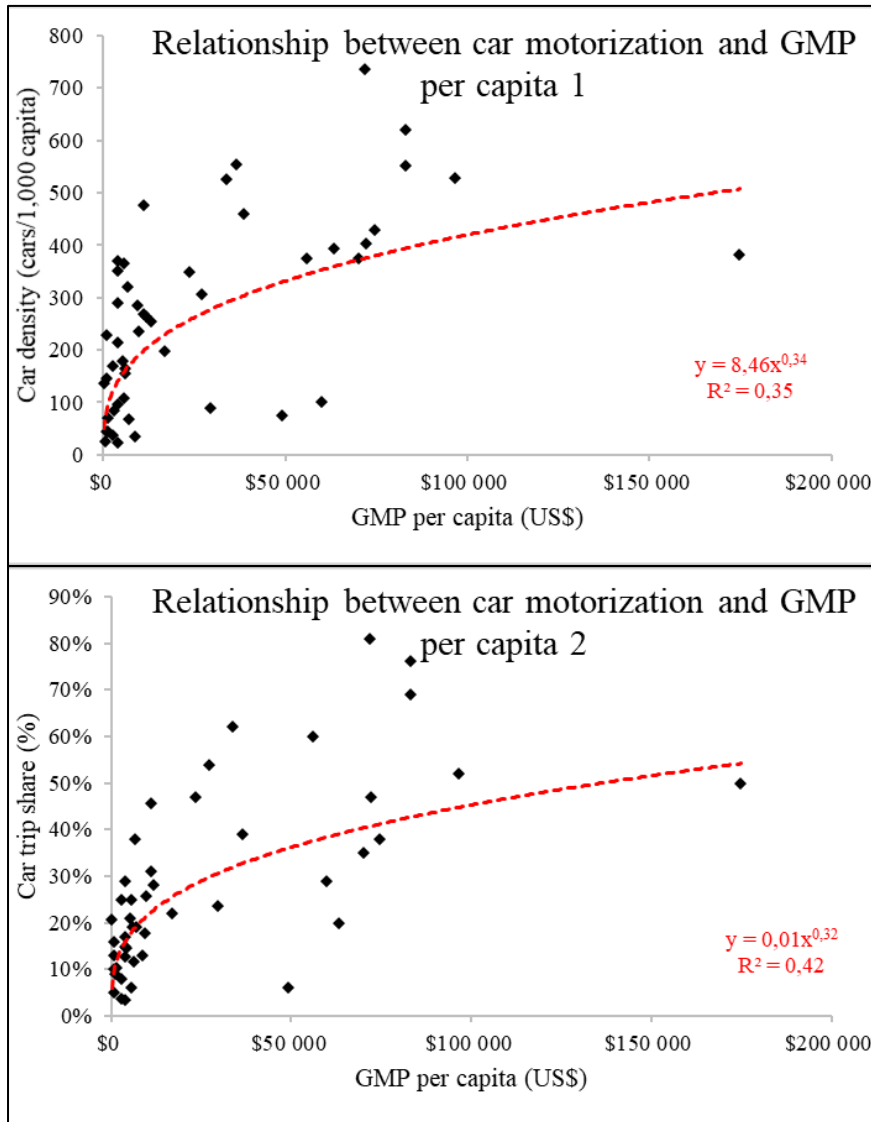 Relationship between car motorization and GMP
per capita 1
Car density (cars/1,000 capita)
800
700
600
500
400
300
200
100
0
y = 8,46x^0,34
R² = 0,35
$0
$50 000
$100 000
$150 000
$200 000
GMP per capita (US$)
Relationship between car motorization and GMP
per capita 2
Car trip share (%)
90%
80%
70%
60%
50%
40%
30%
20%
10%
0%
y = 0,01x^0,32
R² = 0,42
$0
$50 000
$100 000
$150 000
$200 000
GMP per capita (US$)